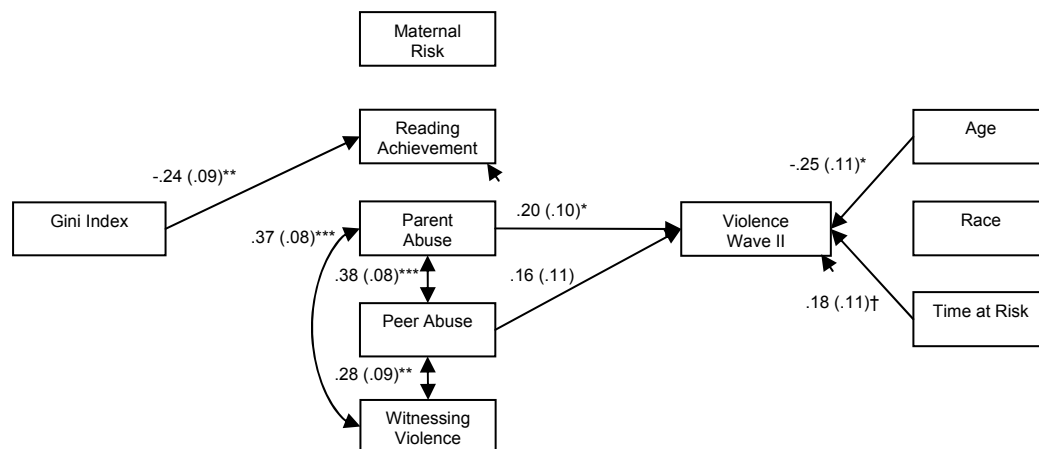 Maternal
Risk
Reading
Achievement
Age
-.24 (.09)**
-.25 (.11)*
Gini Index
Parent
Abuse
.20 (.10)*
Violence
Wave II
Race
.37 (.08)***
.38 (.08)***
.16 (.11)
Peer Abuse
.18 (.11)†
Time at Risk
.28 (.09)**
Witnessing
Violence